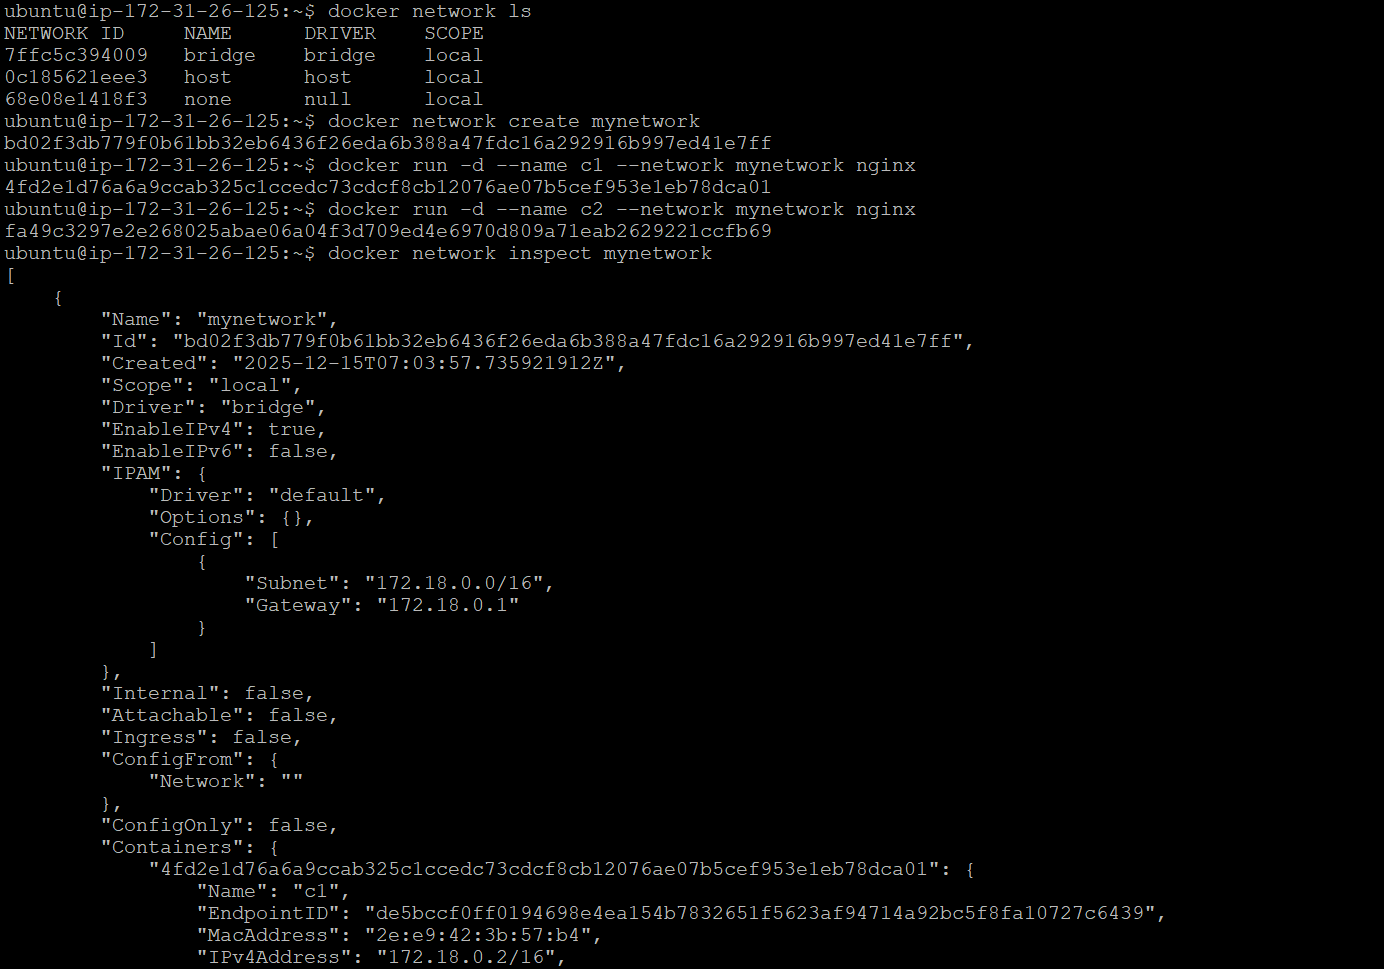 ubuntu@ip-172-31-26-125:~$ docker network ls
NETWORK ID     NAME      DRIVER    SCOPE
7ffc5c394009   bridge    bridge    local
0c185621eee3   host      host      local
68e08e1418f3   none      null      local
ubuntu@ip-172-31-26-125:~$ docker network create mynetwork
bd02f3db779f0b61bb32eb6436f26eda6b388a47fdc16a292916b997ed41e7ff
ubuntu@ip-172-31-26-125:~$ docker run -d --name c1 --network mynetwork nginx
4fd2e1d76a6a9ccab325c1ccedc73cdcf8cb12076ae07b5cef953e1eb78dca01
ubuntu@ip-172-31-26-125:~$ docker run -d --name c2 --network mynetwork nginx
fa49c3297e2e268025abae06a04f3d709ed4e6970d809a71eab2629221ccfb69
ubuntu@ip-172-31-26-125:~$ docker network inspect mynetwork
[
    {
        "Name": "mynetwork",
        "Id": "bd02f3db779f0b61bb32eb6436f26eda6b388a47fdc16a292916b997ed41e7ff",
        "Created": "2025-12-15T07:03:57.735921912Z",
        "Scope": "local",
        "Driver": "bridge",
        "EnableIPv4": true,
        "EnableIPv6": false,
        "IPAM": {
            "Driver": "default",
            "Options": {},
            "Config": [
                {
                    "Subnet": "172.18.0.0/16",
                    "Gateway": "172.18.0.1"
                }
            ]
        },
        "Internal": false,
        "Attachable": false,
        "Ingress": false,
        "ConfigFrom": {
            "Network": ""
        },
        "ConfigOnly": false,
        "Containers": {
            "4fd2e1d76a6a9ccab325c1ccedc73cdcf8cb12076ae07b5cef953e1eb78dca01": {
                "Name": "c1",
                "EndpointID": "de5bccf0ff0194698e4ea154b7832651f5623af94714a92bc5f8fa10727c6439",
                "MacAddress": "2e:e9:42:3b:57:b4",
                "IPv4Address": "172.18.0.2/16",